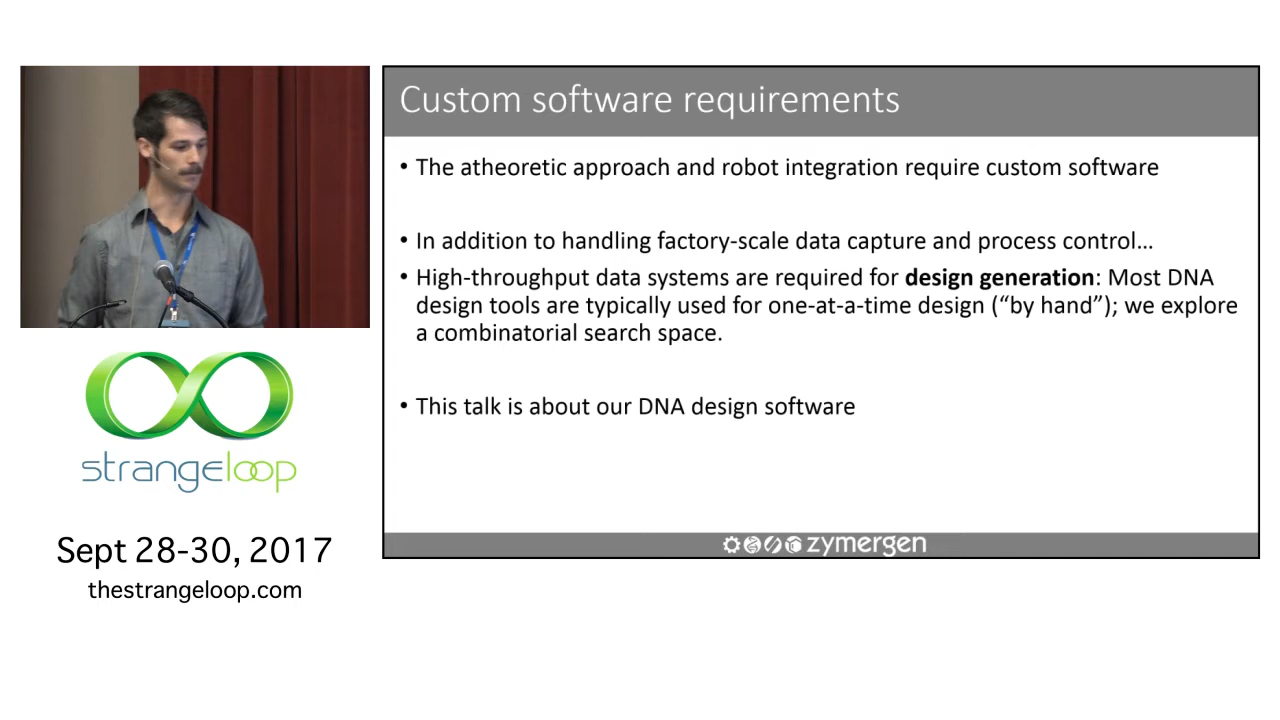 Custom software requirements
• The atheoretic approach and robot integration require custom software
• In addition to handling factory-scale data capture and process control…
• High-throughput data systems are required for design generation: Most DNA
design tools are typically used for one-at-a-time design (“by hand”); we explore
a combinatorial search space.
• This talk is about our DNA design software
zymergen
strangeloop
Sept 28-30, 2017
thestrangeloop.com